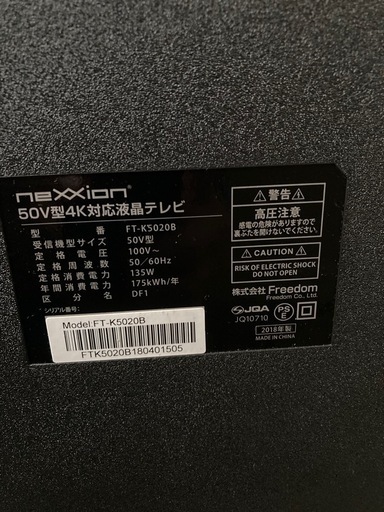 neXXion
50V型4K対応液晶テレビ
型 番 FT-K5020B
受信機型サイズ 50V型
定格電圧 100V～
定格周波数 50/60Hz
定格消費電力 135W
年間消費電力 175kWh/年
区分名 DF1
シリアル番号:
Model:FT-K5020B
FTK5020B180401505
警告
高圧注意
感電の危険がありますので
裏ぶたを開けないでください。
CAUTION
RISK OF ELECTRIC SHOCK
DO NOT OPEN
株式会社 Freedom
Freedom Co., Ltd.
JQA PS E
JQ10710
2018年製
MADE IN CHINA